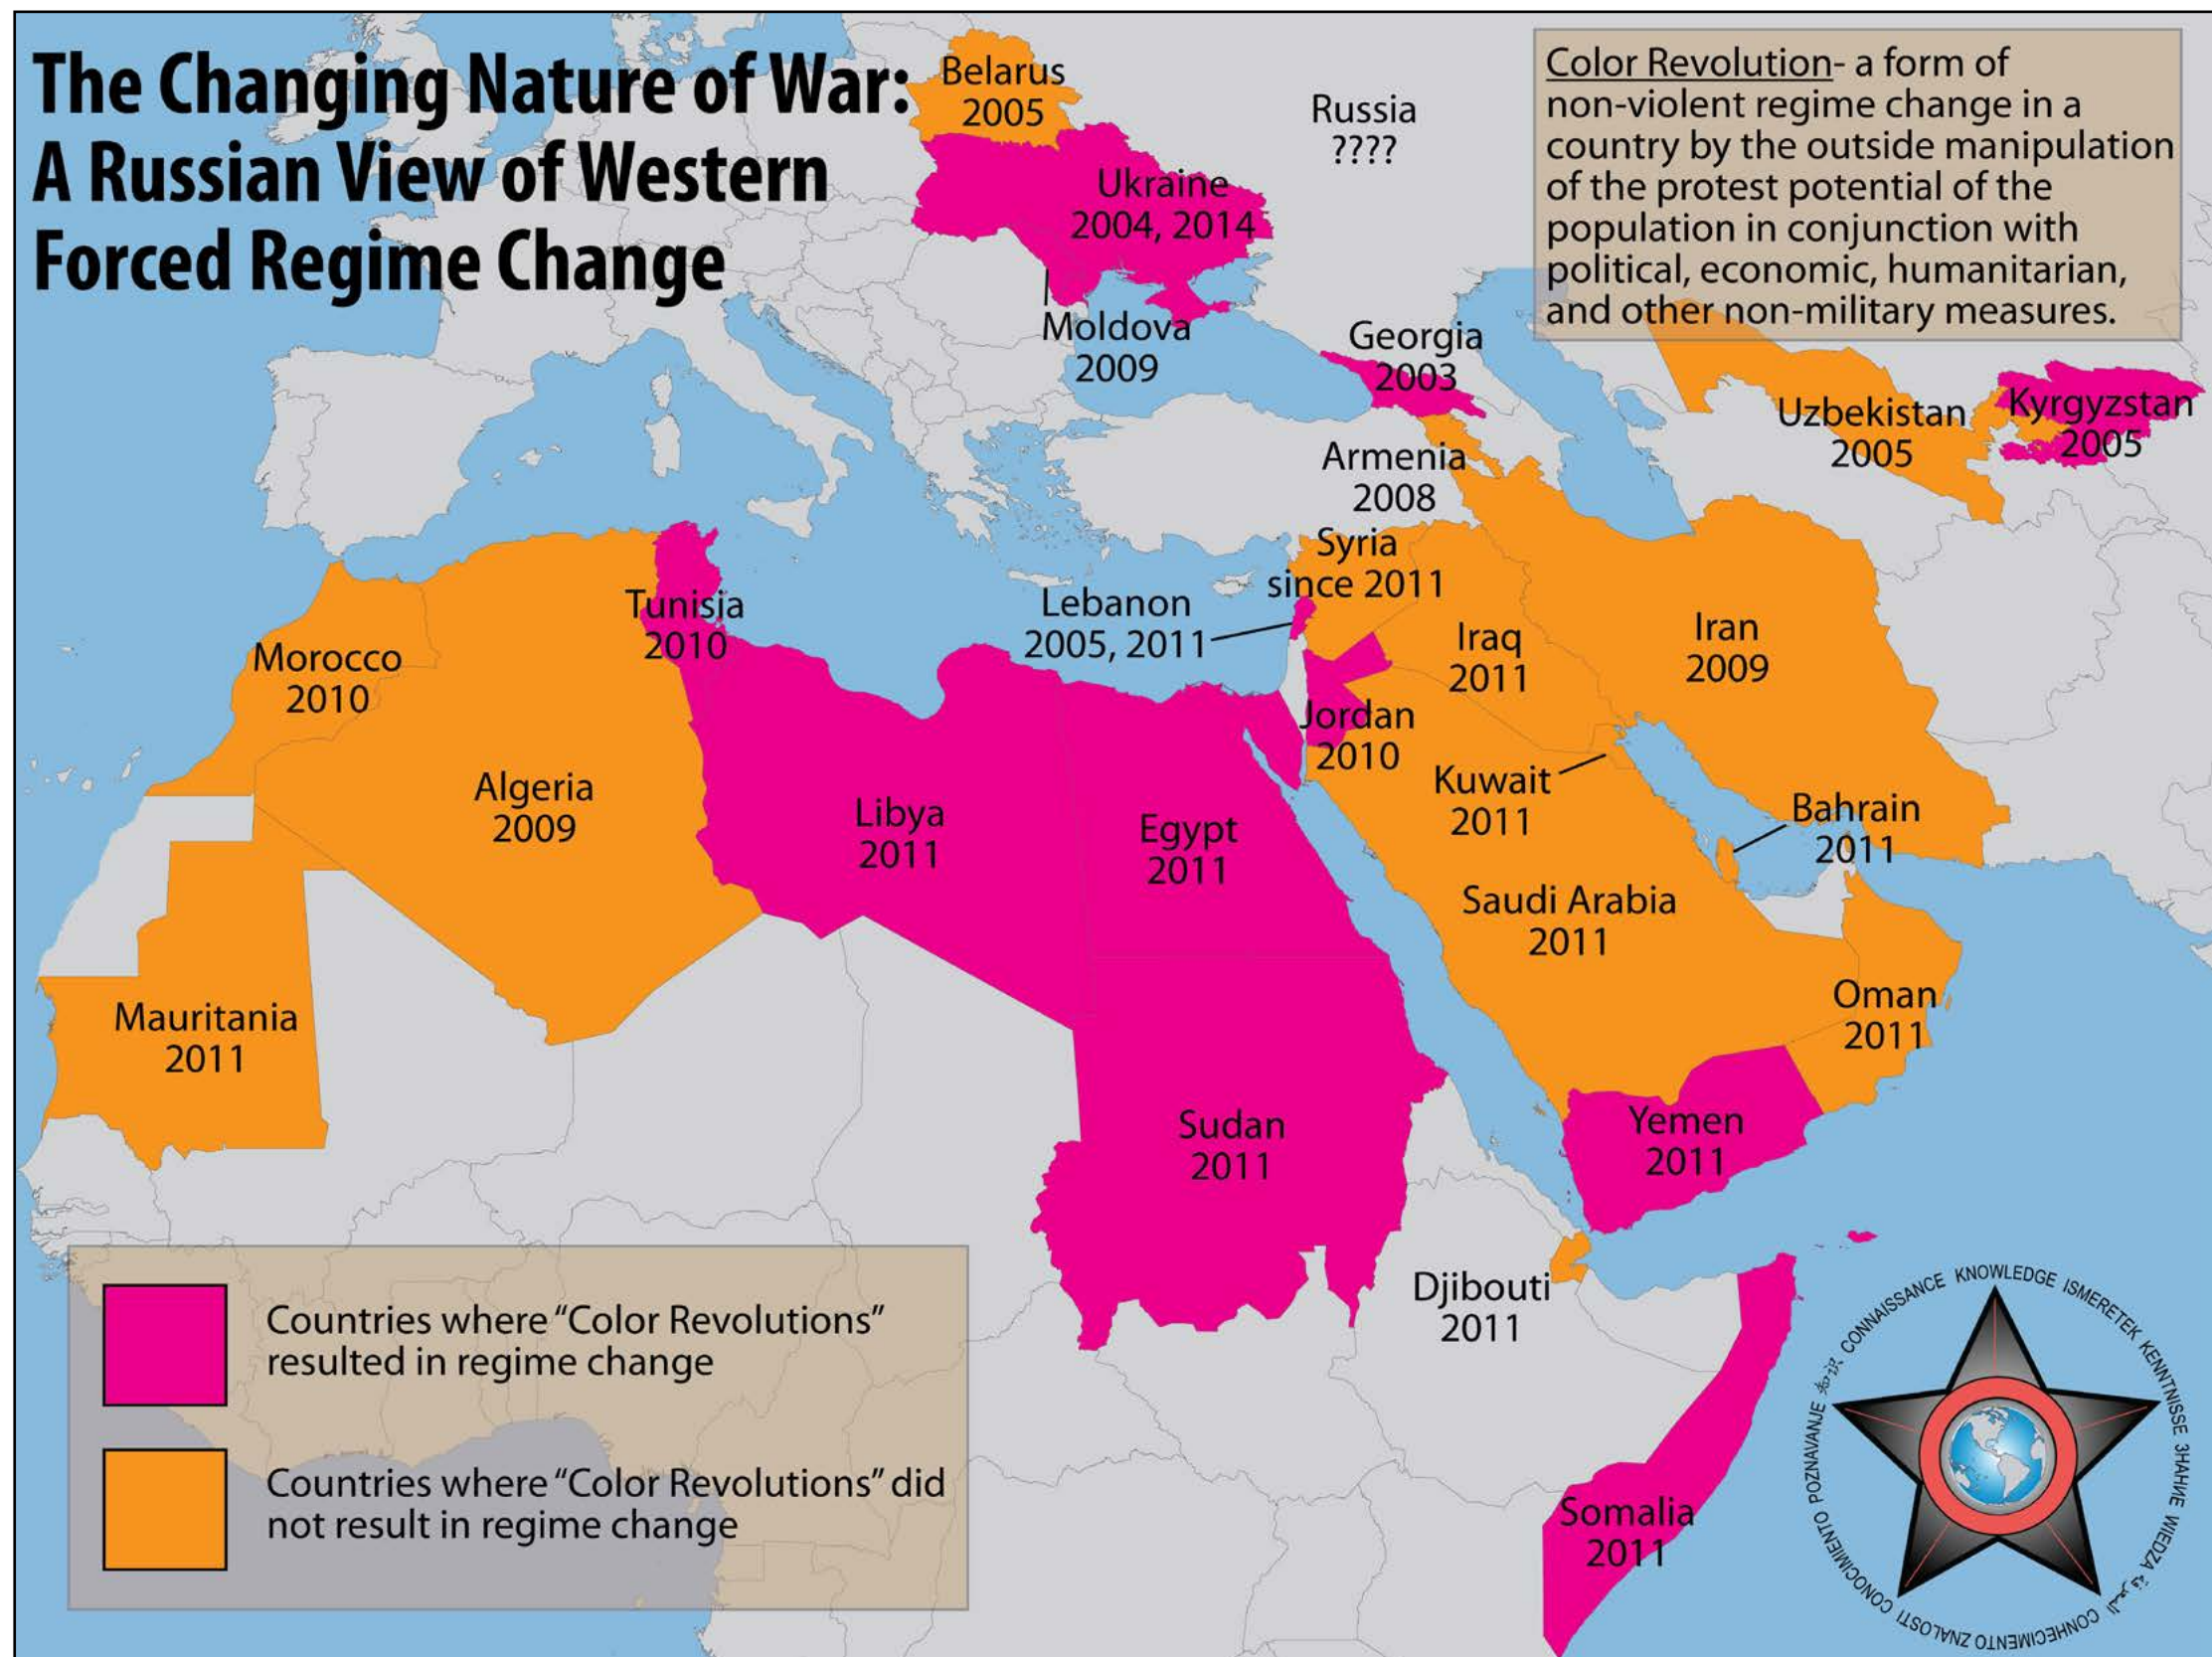 The Changing Nature of War:
A Russian View of Western
Forced Regime Change
Color Revolution- a form of
non-violent regime change in a
country by the outside manipulation
of the protest potential of the
population in conjunction with
political, economic, humanitarian,
and other non-military measures.
Belarus
2005
Russia
????
Ukraine
2004, 2014
Moldova
2009
Georgia
2003
Uzbekistan
2005
Kyrgyzstan
2005
Armenia
2008
Syria
since 2011
Lebanon
2005, 2011
Tunisia
2010
Morocco
2010
Iraq
2011
Iran
2009
Jordan
2010
Kuwait
2011
Bahrain
2011
Algeria
2009
Libya
2011
Egypt
2011
Saudi Arabia
2011
Oman
2011
Mauritania
2011
Sudan
2011
Yemen
2011
Djibouti
2011
Somalia
2011
Countries where “Color Revolutions”
resulted in regime change
Countries where “Color Revolutions” did
not result in regime change
CONNAISSANCE KNOWLEDGE ISMERETEK KENNTNISSE ЗНАНИЕ WIEDZA المعرفة CONHECIMENTO ZNALOSTI CONOCIMIENTO POZNAVANJE